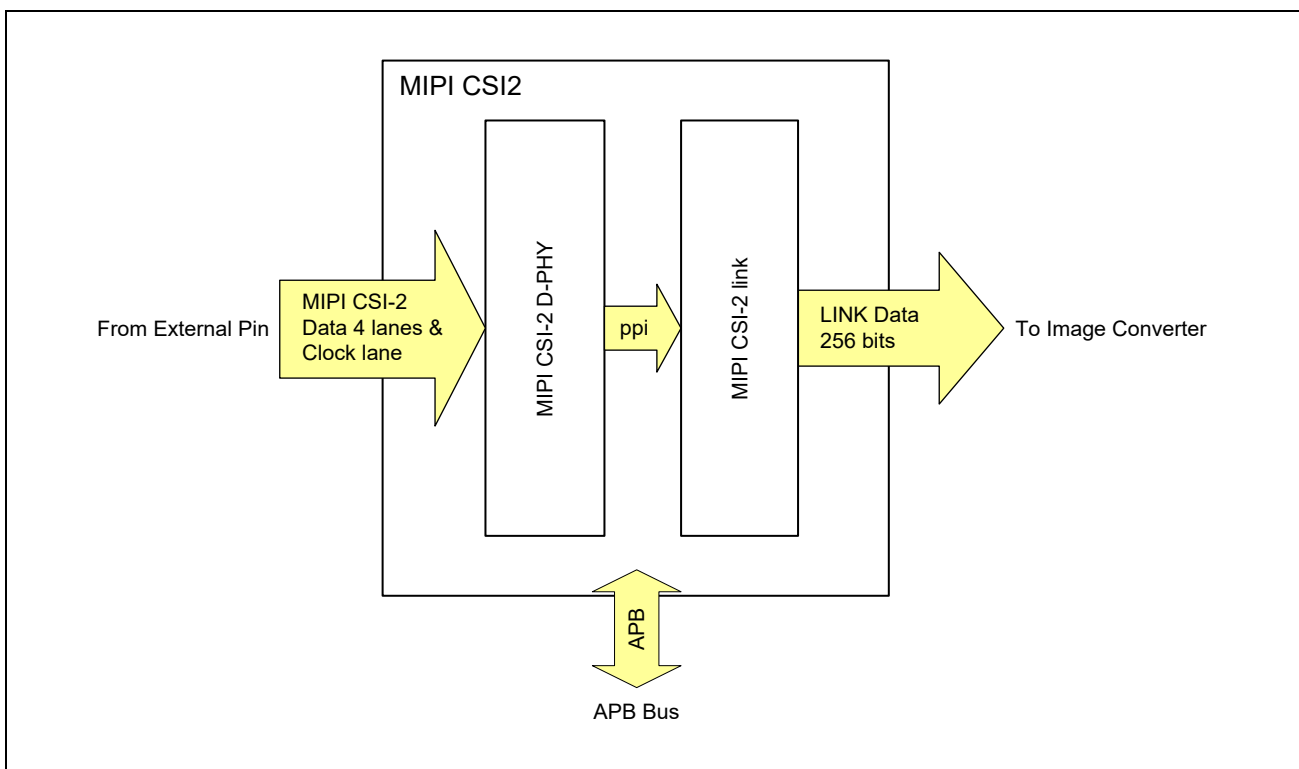 MIPI CSI2
From External Pin
MIPI CSI-2
Data 4 lanes &
Clock lane
MIPI CSI-2 D-PHY
ppi
MIPI CSI-2 link
LINK Data
256 bits
To Image Converter
APB
APB Bus